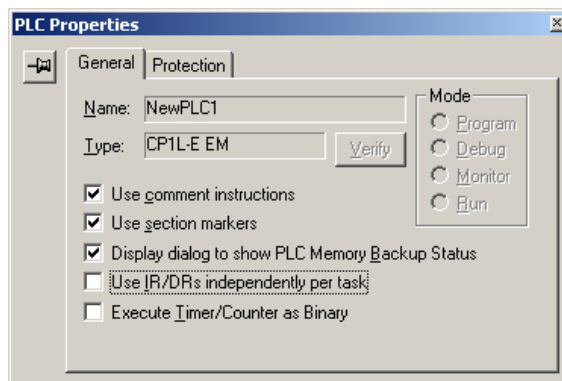 PLC Properties
General Protection
Name: NewPLC1
Type: CP1L-E EM Verify
Mode
Program
Debug
Monitor
Run
Use comment instructions
Use section markers
Display dialog to show PLC Memory Backup Status
Use IR/DRs independently per task
Execute Timer/Counter as Binary